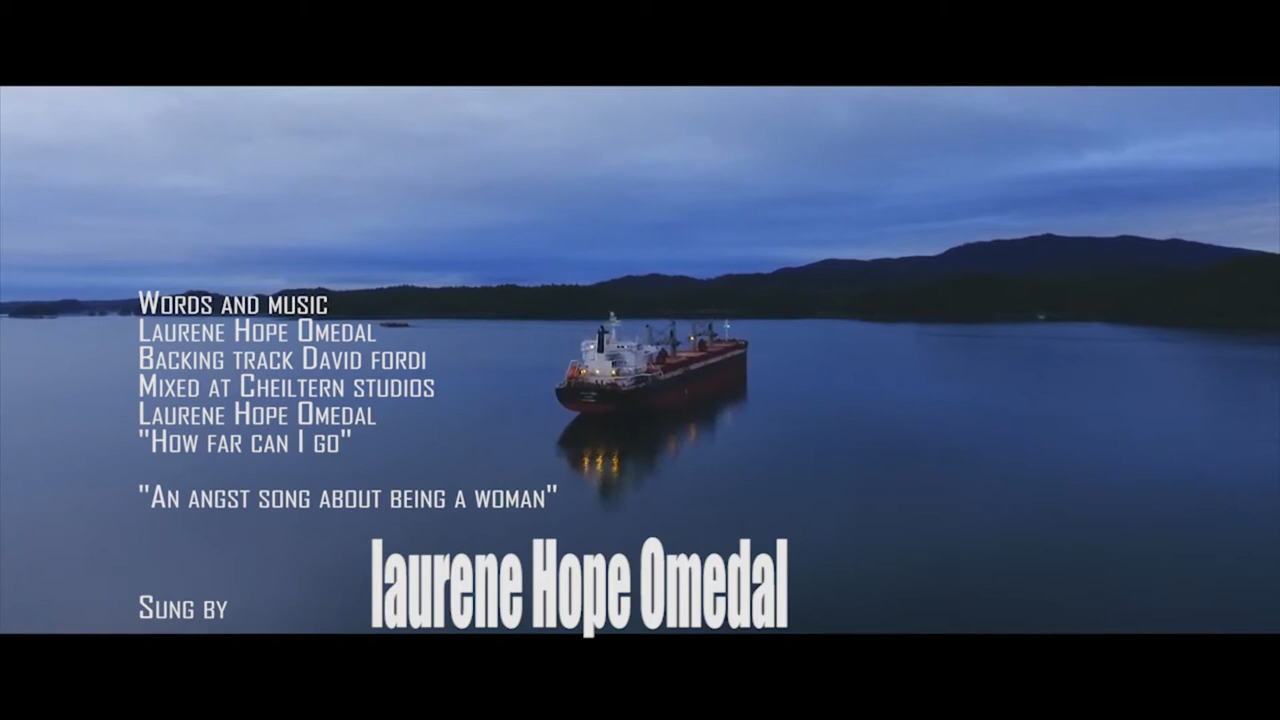 Words and music
Laurene Hope Omedal
Backing track David fordi
Mixed at Cheiltern studios
Laurene Hope Omedal
"How far can I go"
"An angst song about being a woman"
Sung by laurene Hope Omedal